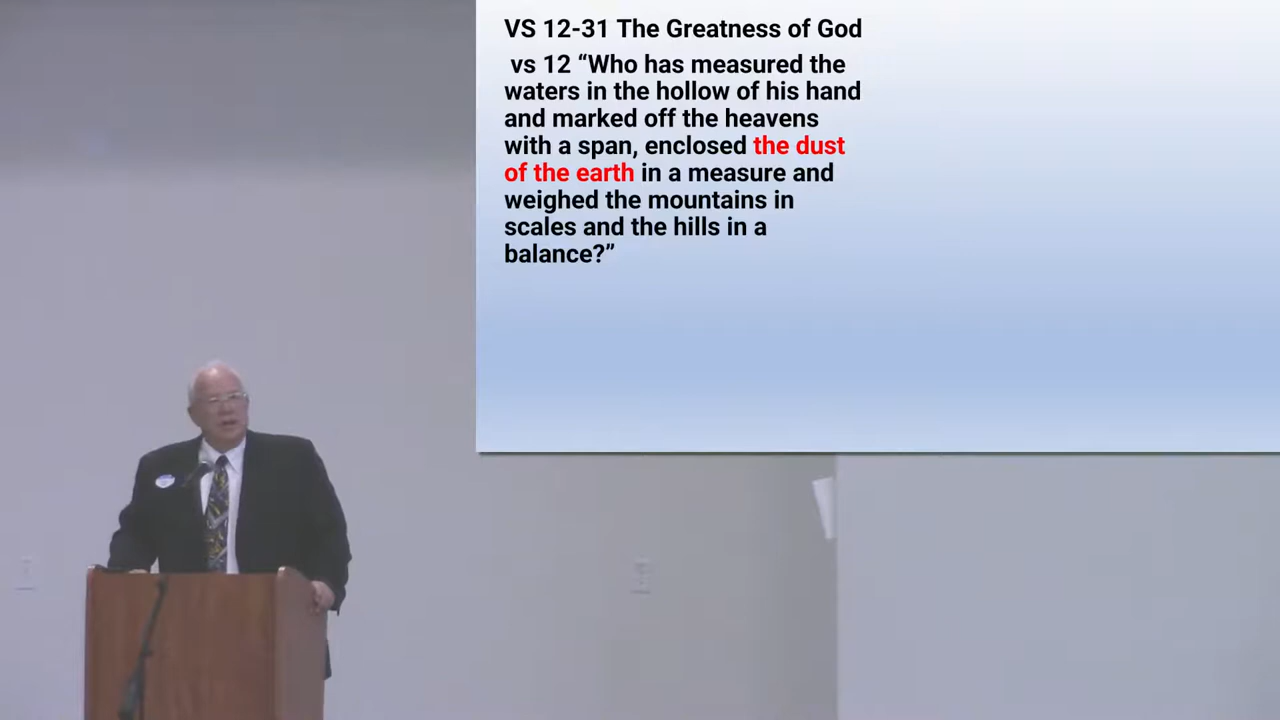 VS 12-31 The Greatness of God
vs 12 “Who has measured the
waters in the hollow of his hand
and marked off the heavens
with a span, enclosed the dust
of the earth in a measure and
weighed the mountains in
scales and the hills in a
balance?”